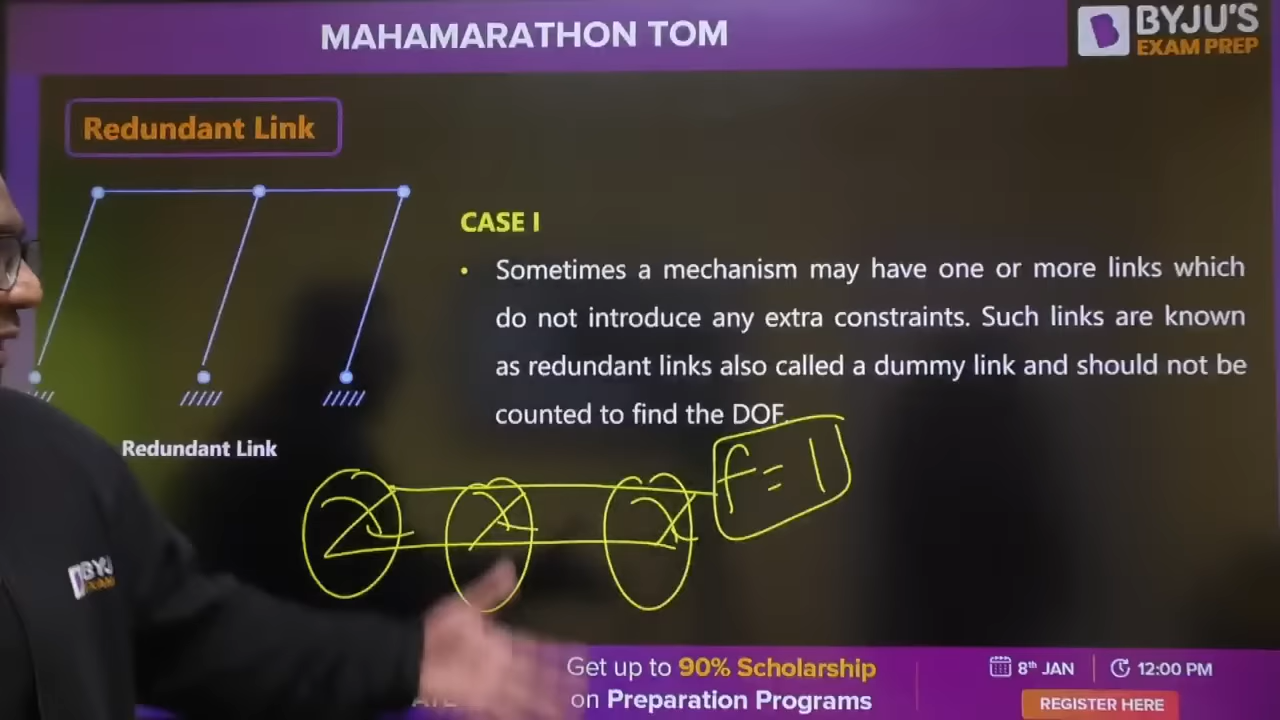 MAHAMARATHON TOM
BYJU'S
EXAM PREP
Redundant Link
CASE I
• Sometimes a mechanism may have one or more links which
do not introduce any extra constraints. Such links are known
as redundant links also called a dummy link and should not be
counted to find the DOF.
Redundant Link
f = 1
BYJ
EXAM
Get up to 90% Scholarship
on Preparation Programs
8th JAN
12:00 PM
REGISTER HERE